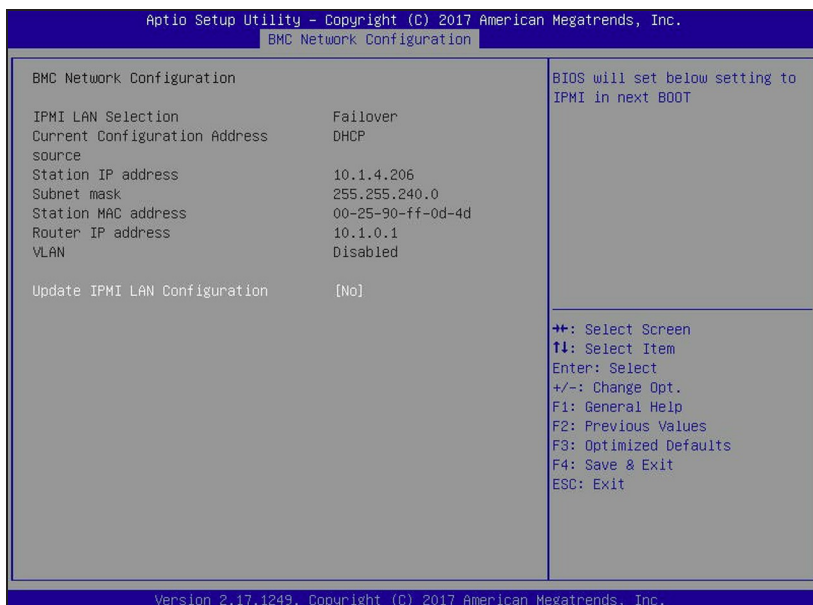 Aptio Setup Utility – Copyright (C) 2017 American Megatrends, Inc.
BMC Network Configuration
BMC Network Configuration
IPMI LAN Selection Failover
Current Configuration Address DHCP
source
Station IP address 10.1.4.206
Subnet mask 255.255.240.0
Station MAC address 00-25-90-ff-0d-4d
Router IP address 10.1.0.1
VLAN Disabled
Update IPMI LAN Configuration [No]
BIOS will set below setting to
IPMI in next BOOT
→←: Select Screen
↑↓: Select Item
Enter: Select
+/-: Change Opt.
F1: General Help
F2: Previous Values
F3: Optimized Defaults
F4: Save & Exit
ESC: Exit
Version 2.17.1249. Copyright (C) 2017 American Megatrends, Inc.